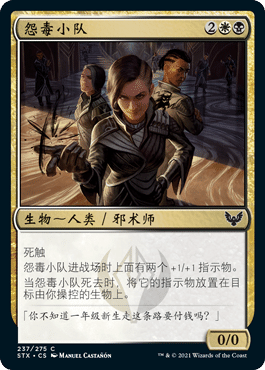 怨毒小队 2
生物～人类 / 邪术师
死触
怨毒小队进战场时上面有两个 +1/+1 指示物。
当怨毒小队死去时，将它的指示物放置在目
标由你操控的生物上。
「你不知道一年级新生走这条路要付钱吗？」
0/0
237/275 C
STX • CS MANUEL CASTAÑÓN
™ & © 2021 Wizards of the Coast